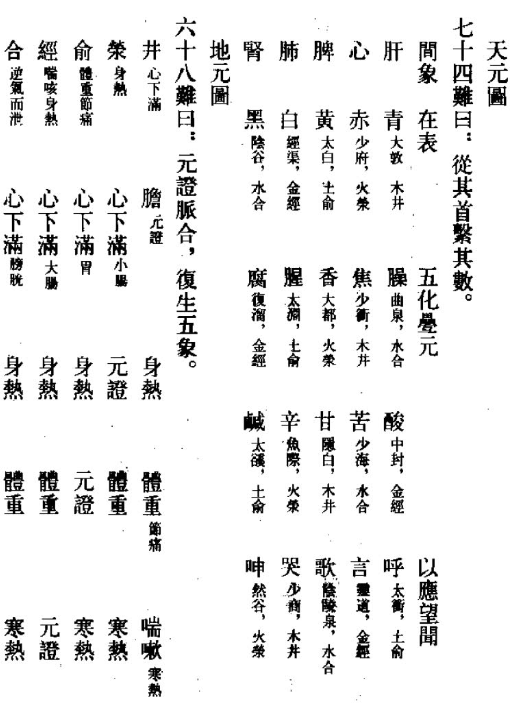 天元圖
七十四難曰：從其首繫其數。
間象　在表　五化疊元　以應望聞
肝　青大敦，木井　臊曲泉，水合　酸中封，金經　呼太衝，土俞
心　赤少府，火滎　焦少衝，木井　苦少海，水合　言靈道，金經
脾　黃太白，土俞　香大都，火滎　甘隱白，木井　歌陰陵泉，水合
肺　白經渠，金經　腥太淵，土俞　辛魚際，火滎　哭少商，木井
腎　黑陰谷，水合　腐復溜，金經　鹹太谿，土俞　呻然谷，火滎
地元圖
六十八難曰：元證脈合，復生五象。
井心下滿　膽元證　身熱　體重節痛　喘嗽寒熱
滎身熱　心下滿小腸　元證　體重　寒熱
俞體重節痛　心下滿胃　身熱　元證　寒熱
經喘咳身熱　心下滿大腸　身熱　體重　元證
合逆氣而泄　心下滿膀胱　身熱　體重　寒熱